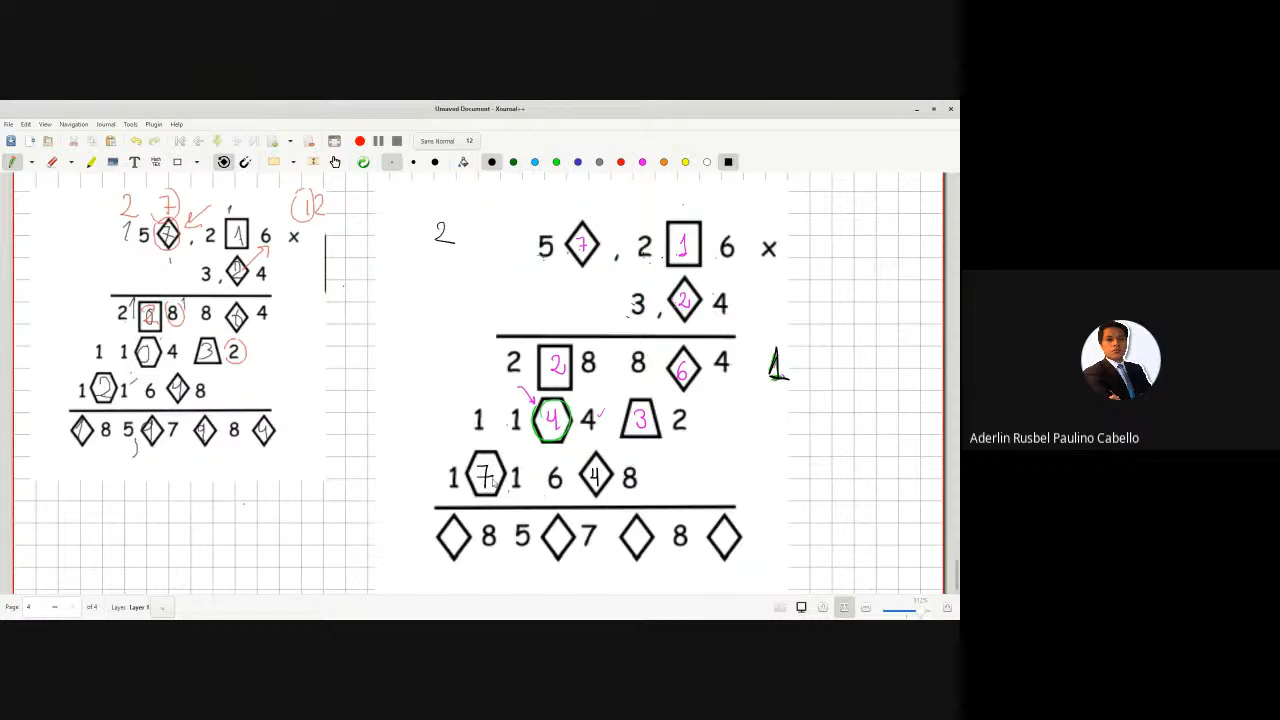 Unsaved Document - Xournal++
File Edit View Navigation Journal Tools Plugin Help
Sans Normal 12
2 7 1 12
1 5 7 , 2 1 6 x
3 , 2 4
2 8 8 6 4
1 1 4 3 2
1 2 1 6 4 8
8 5 , 7 8
2
5 7 , 2 1 6 x
3 , 2 4
2 2 8 8 6 4 1
1 1 4 4 3 2
1 7 1 6 4 8
8 5 7 8
Aderlin Rusbel Paulino Cabello
Page 4 of 4 Layer Layer 1
312%